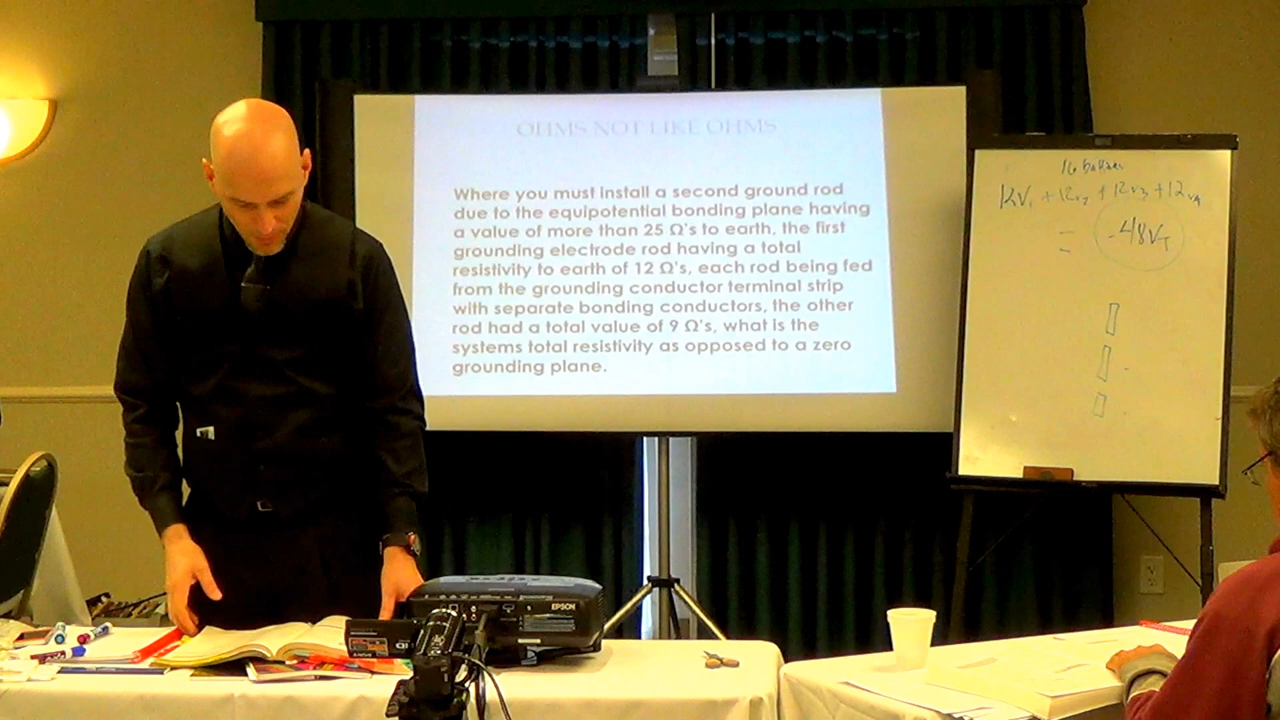 OHMS NOT LIKE OHMS
Where you must install a second ground rod
due to the equipotential bonding plane having
a value of more than 25 Ω's to earth, the first
grounding electrode rod having a total
resistivity to earth of 12 Ω's, each rod being fed
from the grounding conductor terminal strip
with separate bonding conductors, the other
rod had a total value of 9 Ω's, what is the
systems total resistivity as opposed to a zero
grounding plane.
12V₁ + 12V₂ + 12V₃ + 12V₄
= 48V
EPSON